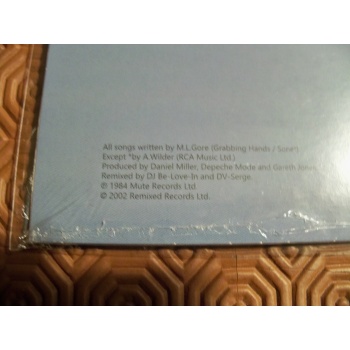 All songs written by M.L.Gore (Grabbing Hands / Sonet)
Except *by A.Wilder (RCA Music Ltd.)
Produced by Daniel Miller, Depeche Mode and Gareth Jones
Remixed by DJ Be-Love-In and DV-Serge.
℗ 1984 Mute Records Ltd.
© 2002 Remixed Records Ltd.